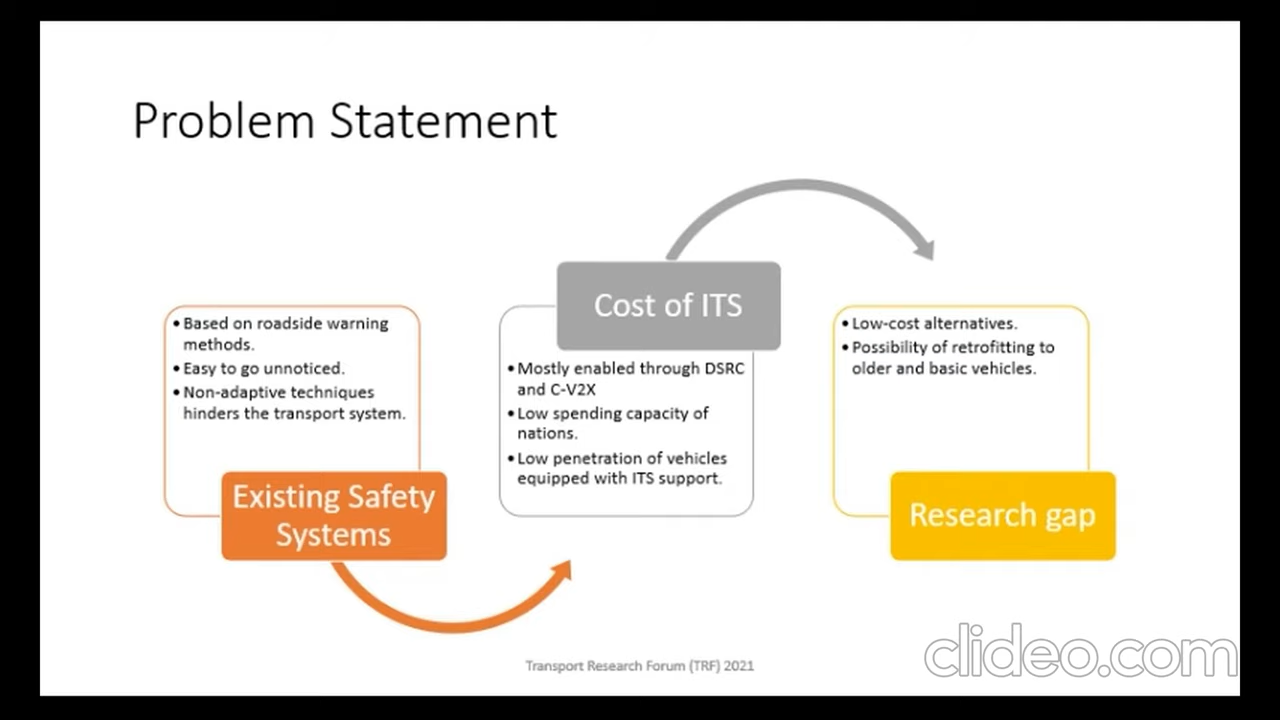 Problem Statement
• Based on roadside warning
methods.
• Easy to go unnoticed.
• Non-adaptive techniques
hinders the transport system.
Existing Safety
Systems
Cost of ITS
• Mostly enabled through DSRC
and C-V2X
• Low spending capacity of
nations.
• Low penetration of vehicles
equipped with ITS support.
• Low-cost alternatives.
• Possibility of retrofitting to
older and basic vehicles.
Research gap
Transport Research Forum (TRF) 2021
clideo.com